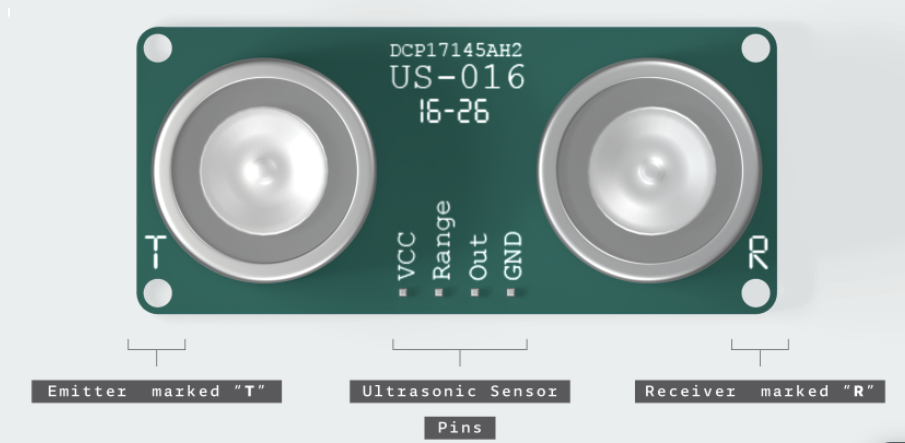 DCP17145AH2
US-016
16-26
VCC
Range
Out
GND
T
R
Emitter marked "T"
Ultrasonic Sensor
Pins
Receiver marked "R"